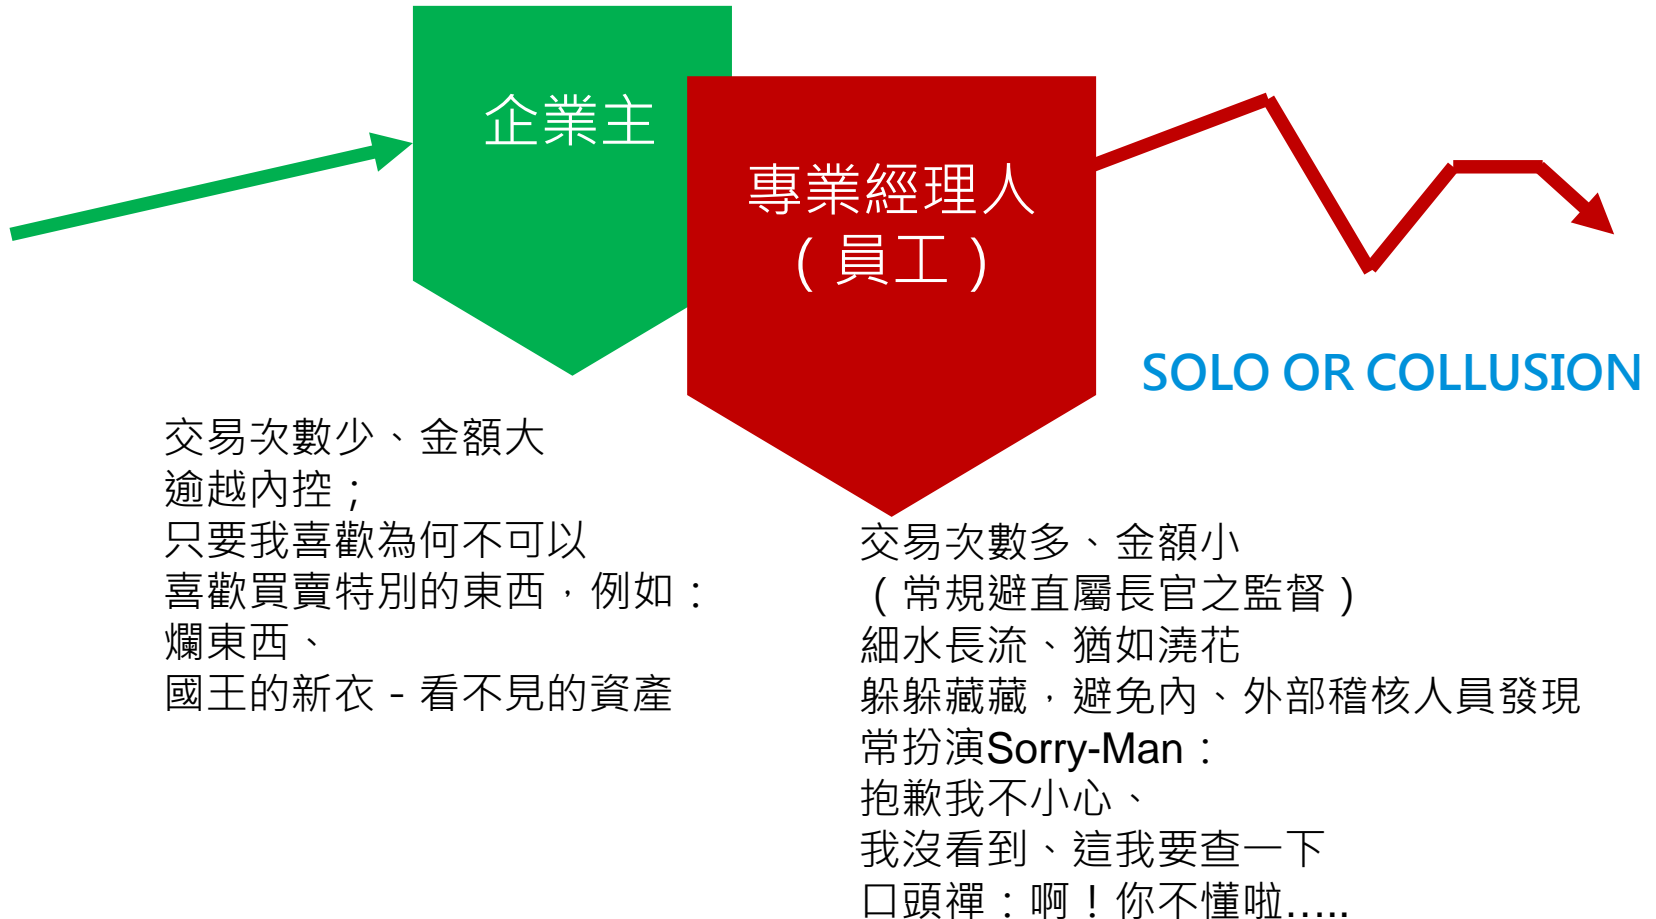 企業主
專業經理人
（員工）
SOLO OR COLLUSION
交易次數少、金額大
逾越內控；
只要我喜歡為何不可以
喜歡買賣特別的東西，例如：
爛東西、
國王的新衣－看不見的資產
交易次數多、金額小
（常規避直屬長官之監督）
細水長流、猶如澆花
躲躲藏藏，避免內、外部稽核人員發現
常扮演Sorry-Man：
抱歉我不小心、
我沒看到、這我要查一下
口頭禪：啊！你不懂啦…..